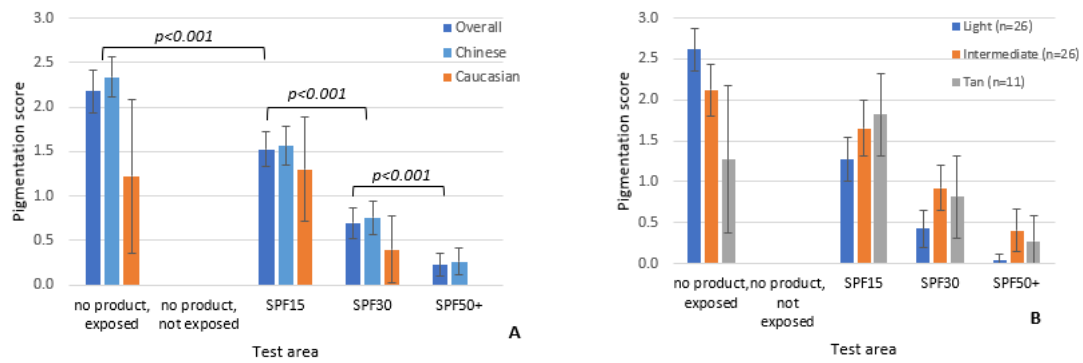 3.0
2.5
2.0
1.5
1.0
0.5
0.0
Pigmentation score
p<0.001
p<0.001
p<0.001
Overall
Chinese
Caucasian
no product,
exposed
no product,
not exposed
SPF15
SPF30
SPF50+
A
Test area
3.0
2.5
2.0
1.5
1.0
0.5
0.0
Pigmentation score
Light (n=26)
Intermediate (n=26)
Tan (n=11)
no product,
exposed
no product,
not
exposed
SPF15
SPF30
SPF50+
B
Test area